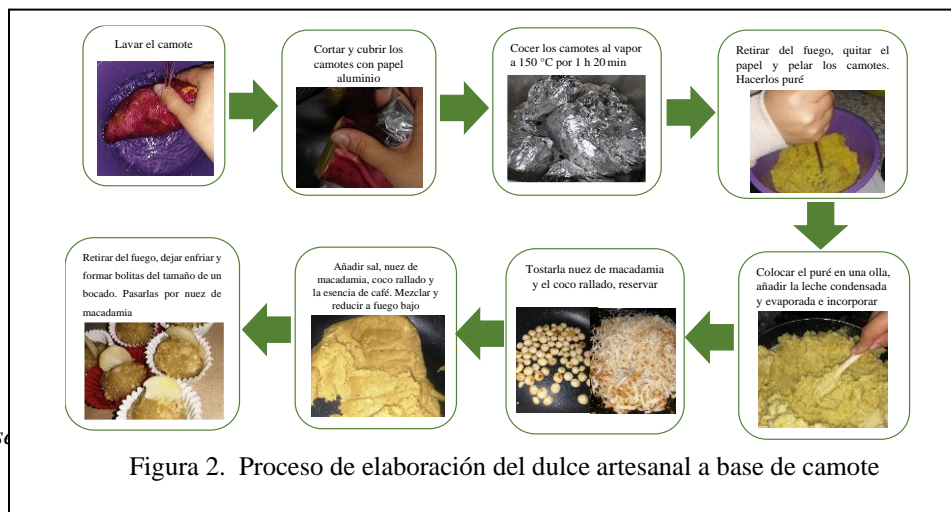 Lavar el camote
Cortar y cubrir los
camotes con papel
aluminio
Cocer los camotes al vapor
a 150 °C por 1 h 20 min
Retirar del fuego, quitar el
papel y pelar los camotes.
Hacerlos puré
Colocar el puré en una olla,
añadir la leche condensada
y evaporada e incorporar
Tostarla nuez de macadamia
y el coco rallado, reservar
Añadir sal, nuez de
macadamia, coco rallado y
la esencia de café. Mezclar y
reducir a fuego bajo
Retirar del fuego, dejar enfriar y
formar bolitas del tamaño de un
bocado. Pasarlas por nuez de
macadamia
Figura 2. Proceso de elaboración del dulce artesanal a base de camote